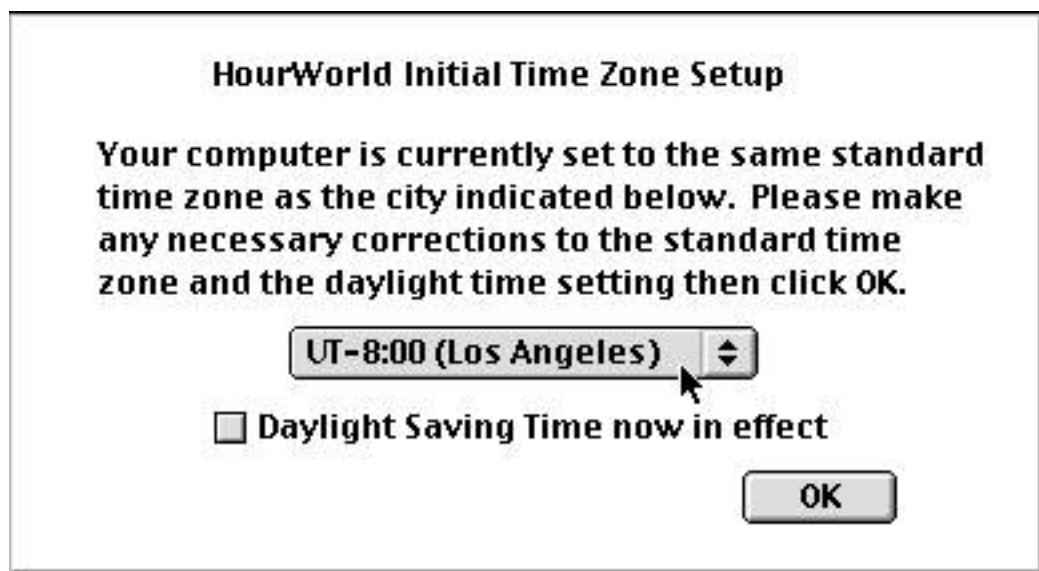 HourWorld Initial Time Zone Setup
Your computer is currently set to the same standard
time zone as the city indicated below. Please make
any necessary corrections to the standard time
zone and the daylight time setting then click OK.
UT-8:00 (Los Angeles)
Daylight Saving Time now in effect
OK